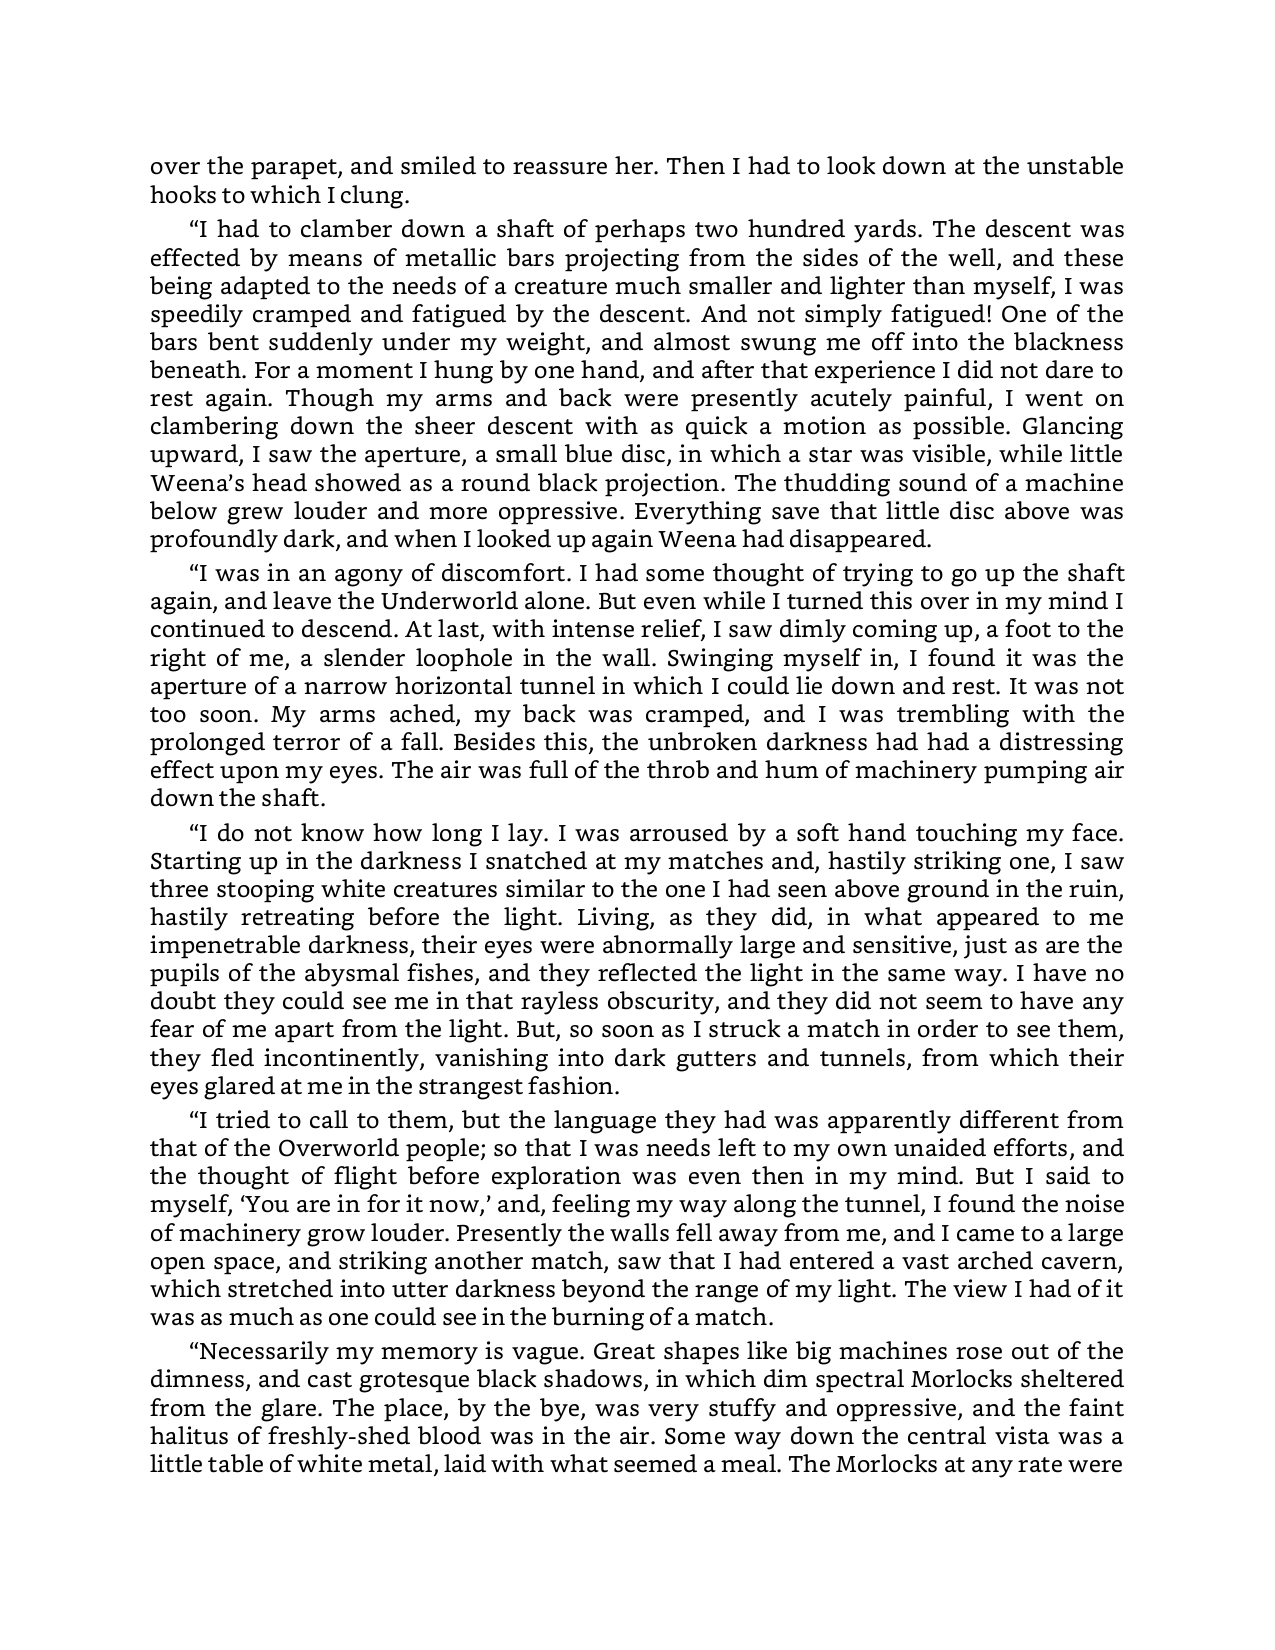 over the parapet, and smiled to reassure her. Then I had to look down at the unstable
hooks to which I clung.
“I had to clamber down a shaft of perhaps two hundred yards. The descent was
effected by means of metallic bars projecting from the sides of the well, and these
being adapted to the needs of a creature much smaller and lighter than myself, I was
speedily cramped and fatigued by the descent. And not simply fatigued! One of the
bars bent suddenly under my weight, and almost swung me off into the blackness
beneath. For a moment I hung by one hand, and after that experience I did not dare to
rest again. Though my arms and back were presently acutely painful, I went on
clambering down the sheer descent with as quick a motion as possible. Glancing
upward, I saw the aperture, a small blue disc, in which a star was visible, while little
Weena’s head showed as a round black projection. The thudding sound of a machine
below grew louder and more oppressive. Everything save that little disc above was
profoundly dark, and when I looked up again Weena had disappeared.
“I was in an agony of discomfort. I had some thought of trying to go up the shaft
again, and leave the Underworld alone. But even while I turned this over in my mind I
continued to descend. At last, with intense relief, I saw dimly coming up, a foot to the
right of me, a slender loophole in the wall. Swinging myself in, I found it was the
aperture of a narrow horizontal tunnel in which I could lie down and rest. It was not
too soon. My arms ached, my back was cramped, and I was trembling with the
prolonged terror of a fall. Besides this, the unbroken darkness had had a distressing
effect upon my eyes. The air was full of the throb and hum of machinery pumping air
down the shaft.
“I do not know how long I lay. I was arroused by a soft hand touching my face.
Starting up in the darkness I snatched at my matches and, hastily striking one, I saw
three stooping white creatures similar to the one I had seen above ground in the ruin,
hastily retreating before the light. Living, as they did, in what appeared to me
impenetrable darkness, their eyes were abnormally large and sensitive, just as are the
pupils of the abysmal fishes, and they reflected the light in the same way. I have no
doubt they could see me in that rayless obscurity, and they did not seem to have any
fear of me apart from the light. But, so soon as I struck a match in order to see them,
they fled incontinently, vanishing into dark gutters and tunnels, from which their
eyes glared at me in the strangest fashion.
“I tried to call to them, but the language they had was apparently different from
that of the Overworld people; so that I was needs left to my own unaided efforts, and
the thought of flight before exploration was even then in my mind. But I said to
myself, ‘You are in for it now,’ and, feeling my way along the tunnel, I found the noise
of machinery grow louder. Presently the walls fell away from me, and I came to a large
open space, and striking another match, saw that I had entered a vast arched cavern,
which stretched into utter darkness beyond the range of my light. The view I had of it
was as much as one could see in the burning of a match.
“Necessarily my memory is vague. Great shapes like big machines rose out of the
dimness, and cast grotesque black shadows, in which dim spectral Morlocks sheltered
from the glare. The place, by the bye, was very stuffy and oppressive, and the faint
halitus of freshly-shed blood was in the air. Some way down the central vista was a
little table of white metal, laid with what seemed a meal. The Morlocks at any rate were